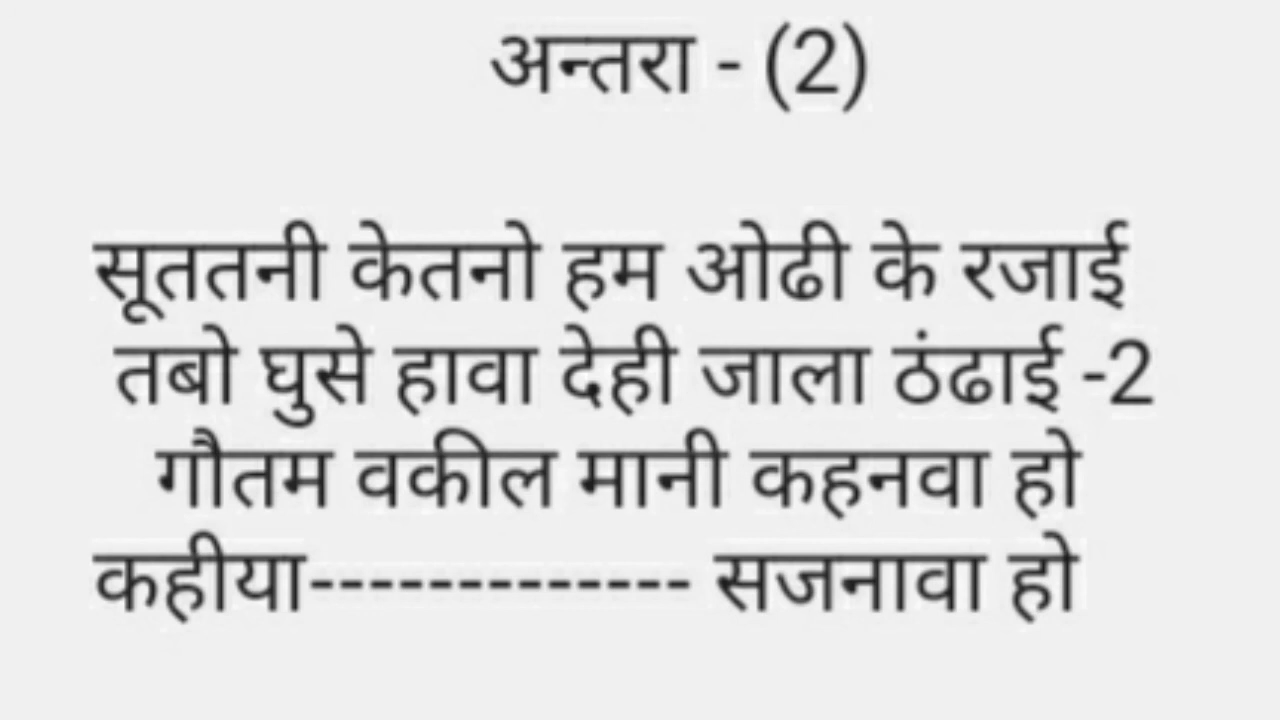 अन्तरा - (2)
सूततनी केतनो हम ओढी के रजाई
तबो घुसे हावा देही जाला ठंढाई -2
गौतम वकील मानी कहनवा हो
कहीया------------- सजनावा हो